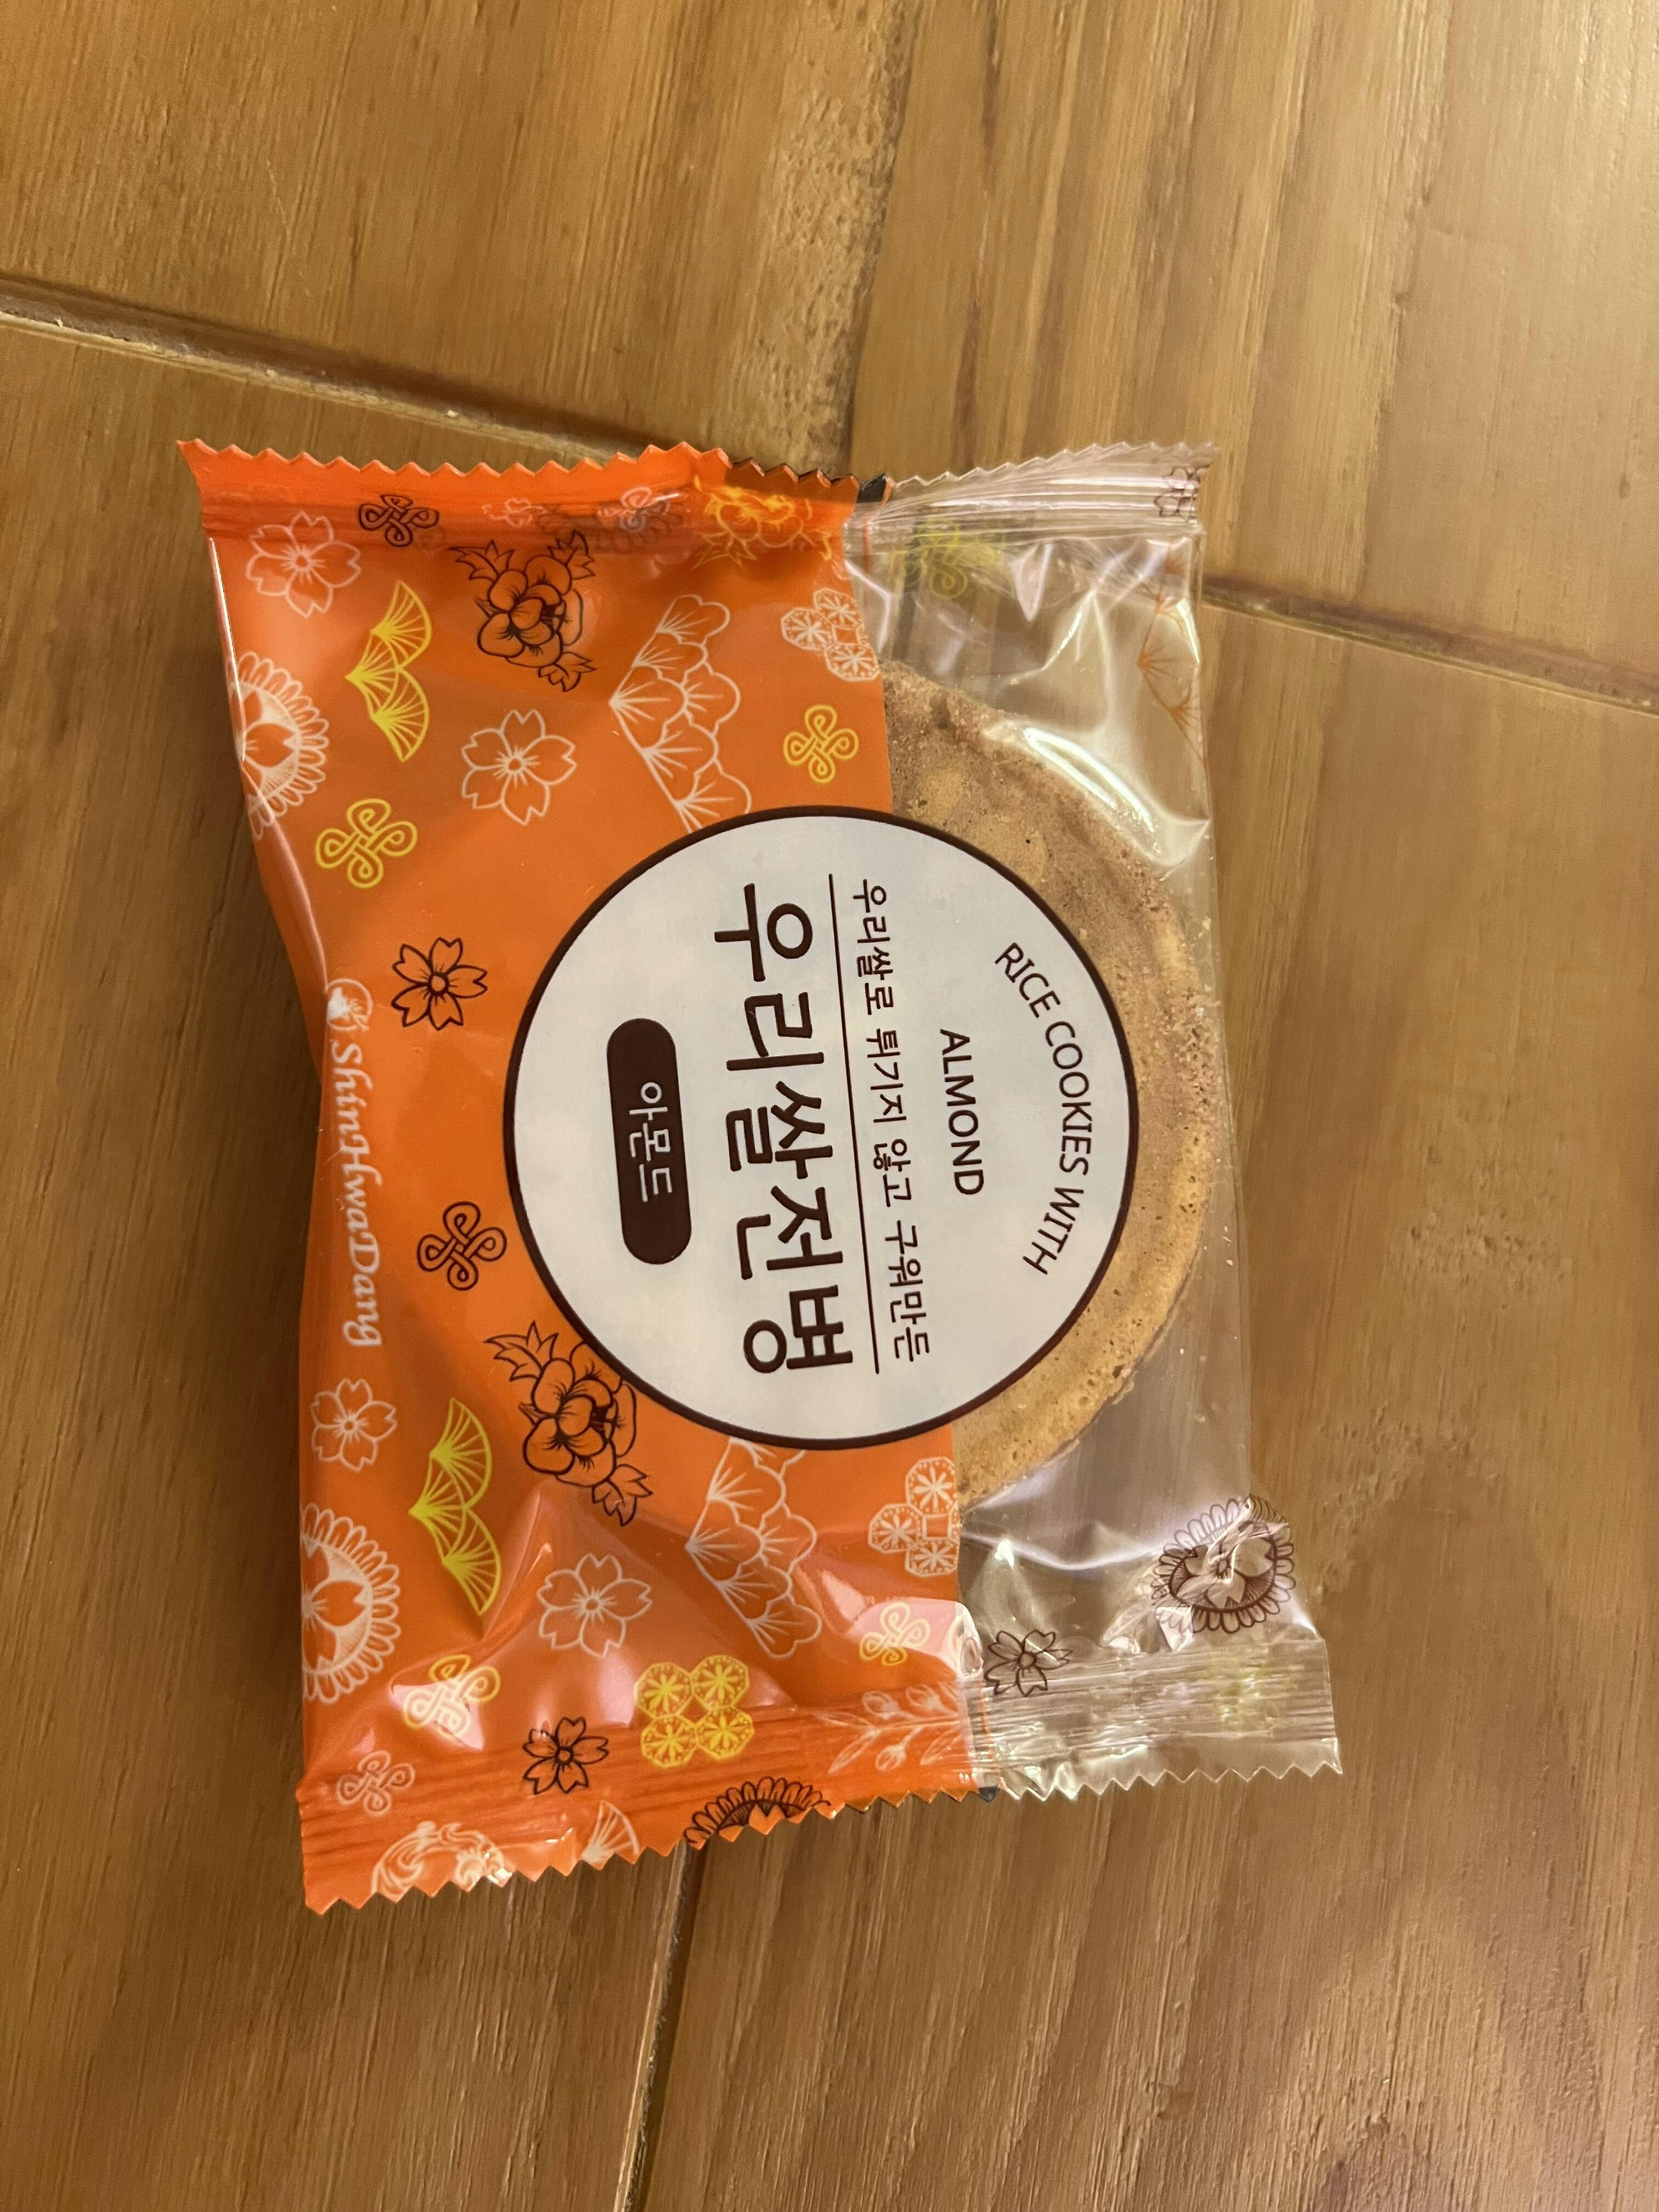 RICE COOKIES WITH
ALMOND
우리쌀로 튀기지 않고 구워만든
우리쌀전병
아몬드
ShinHwaDang